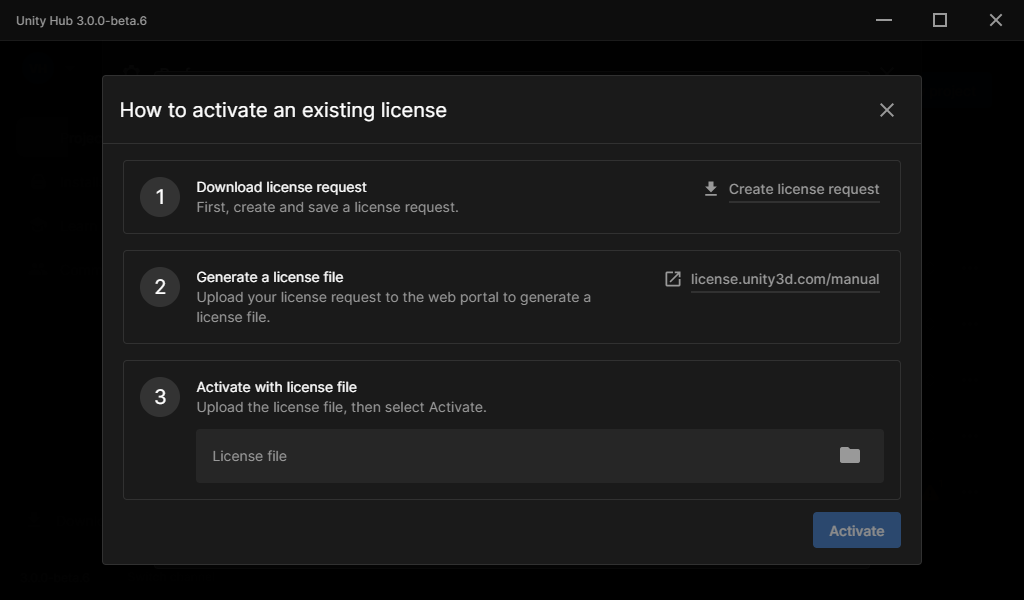 Unity Hub 3.0.0-beta.6
How to activate an existing license
1
Download license request
First, create and save a license request.
Create license request
2
Generate a license file
Upload your license request to the web portal to generate a
license file.
license.unity3d.com/manual
3
Activate with license file
Upload the license file, then select Activate.
License file
Activate